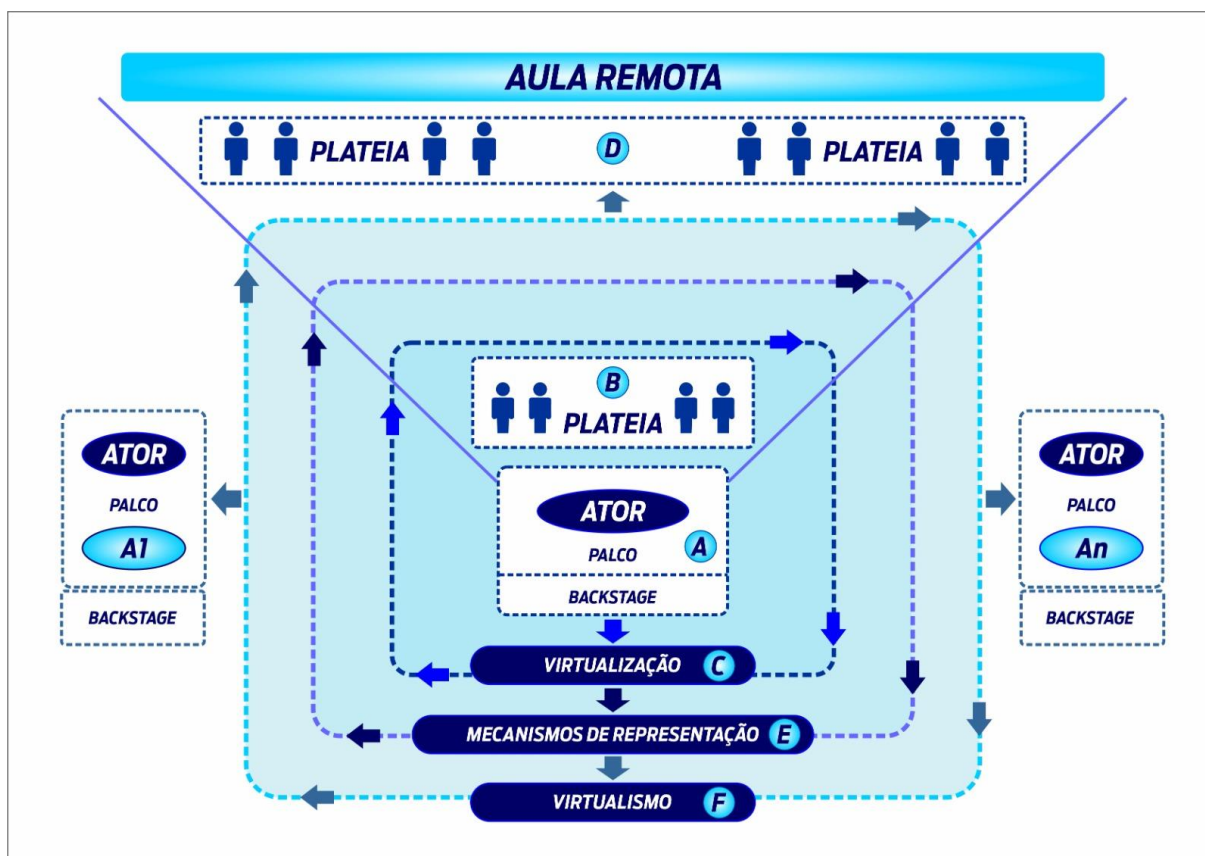 AULA REMOTA
PLATEIA
D
PLATEIA
B
PLATEIA
ATOR
PALCO
A1
BACKSTAGE
ATOR
PALCO
A
BACKSTAGE
ATOR
PALCO
An
BACKSTAGE
VIRTUALIZAÇÃO C
MECANISMOS DE REPRESENTAÇÃO E
VIRTUALISMO F